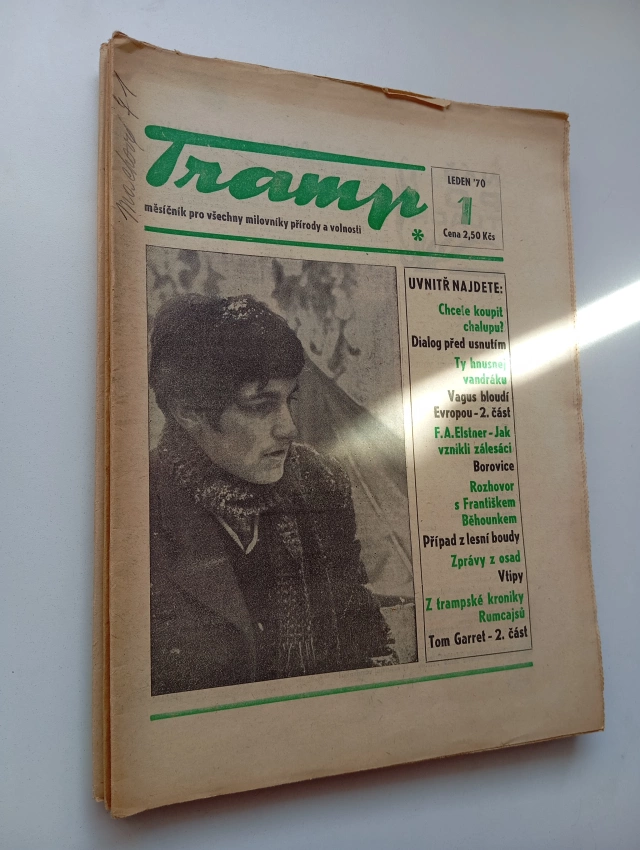 Tramp
měsíčník pro všechny milovníky přírody a volnosti
*
LEDEN '70
1
Cena 2,50 Kčs
UVNITŘ NAJDETE:
Chcete koupit
chalupu?
Dialog před usnutím
Ty hnusnej
vandráku
Vagus bloudí
Evropou - 2. část
F. A. Elstner - Jak
vznikli zálesáci
Borovice
Rozhovor
s Františkem
Běhounkem
Případ z lesní boudy
Zprávy z osad
Vtipy
Z trampské kroniky
Rumcajsů
Tom Garret - 2. část